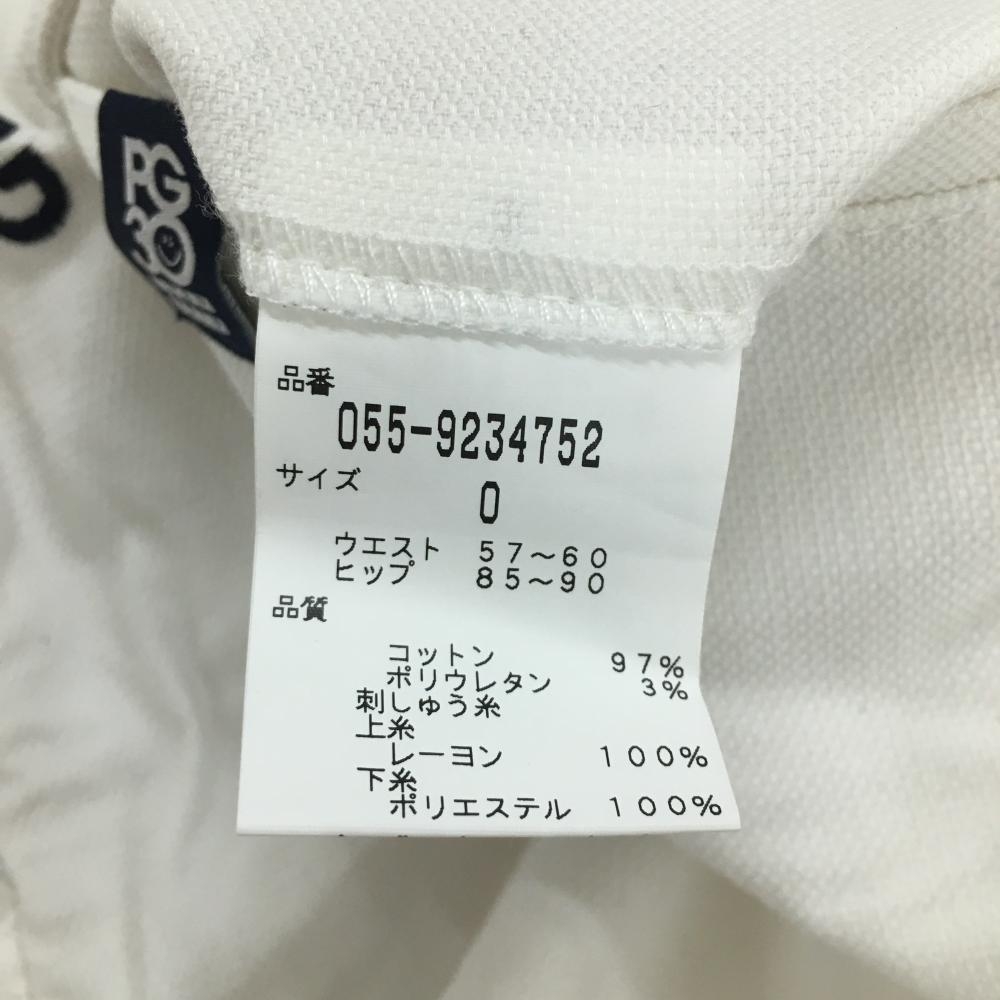 PG
30
品番
055-9234752
サイズ
0
ウエスト 57～60
ヒップ 85～90
品質
コットン 97%
ポリウレタン 3%
刺しゅう糸
上糸
レーヨン 100%
下糸
ポリエステル 100%